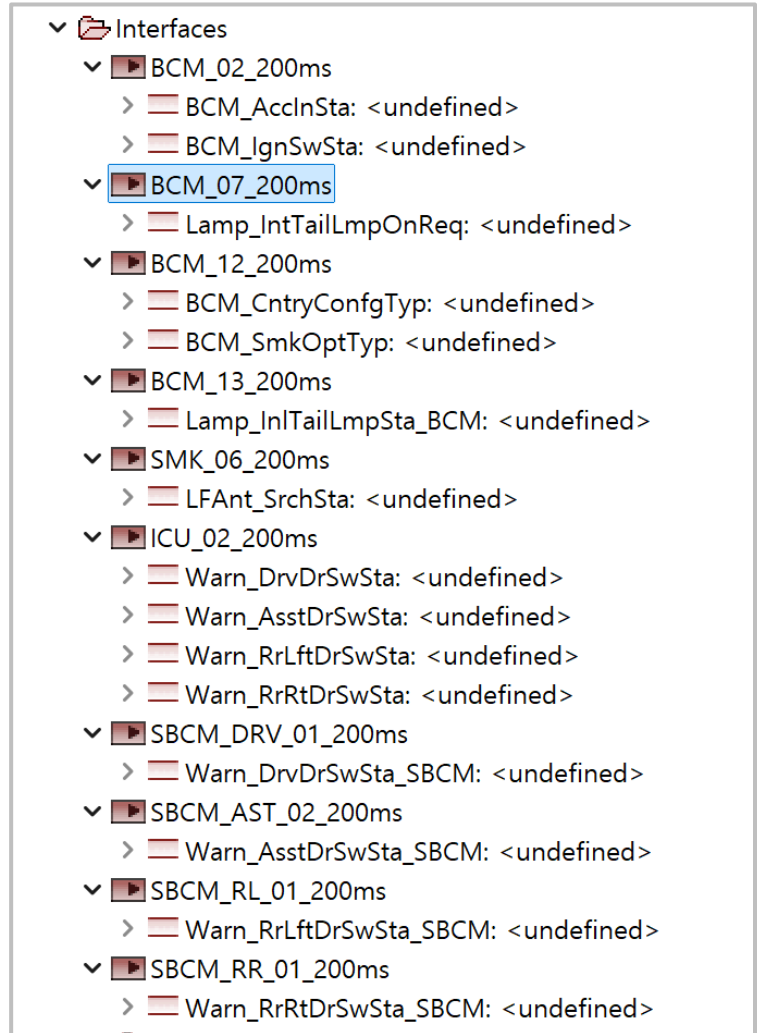 Interfaces
BCM_02_200ms
BCM_AccInSta: <undefined>
BCM_IgnSwSta: <undefined>
BCM_07_200ms
Lamp_IntTailLmpOnReq: <undefined>
BCM_12_200ms
BCM_CntryConfgTyp: <undefined>
BCM_SmkOptTyp: <undefined>
BCM_13_200ms
Lamp_InlTailLmpSta_BCM: <undefined>
SMK_06_200ms
LFAnt_SrchSta: <undefined>
ICU_02_200ms
Warn_DrvDrSwSta: <undefined>
Warn_AsstDrSwSta: <undefined>
Warn_RrLftDrSwSta: <undefined>
Warn_RrRtDrSwSta: <undefined>
SBCM_DRV_01_200ms
Warn_DrvDrSwSta_SBCM: <undefined>
SBCM_AST_02_200ms
Warn_AsstDrSwSta_SBCM: <undefined>
SBCM_RL_01_200ms
Warn_RrLftDrSwSta_SBCM: <undefined>
SBCM_RR_01_200ms
Warn_RrRtDrSwSta_SBCM: <undefined>